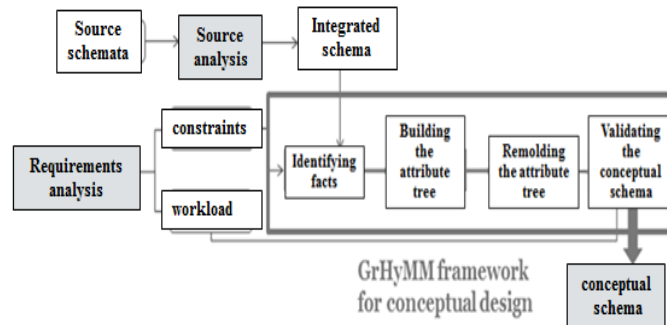 Source
schemata
Source
analysis
Integrated
schema
constraints
Requirements
analysis
workload
Identifying
facts
Building
the
attribute
tree
Remolding
the attribute
tree
Validating
the
conceptual
schema
GrHyMM framework
for conceptual design
conceptual
schema